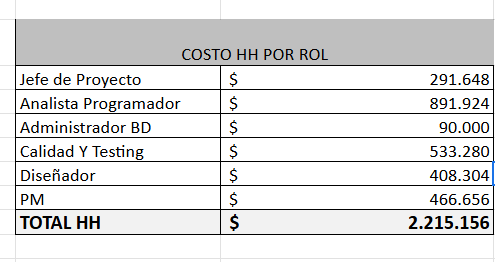 COSTO HH POR ROL
Jefe de Proyecto $ 291.648
Analista Programador $ 891.924
Administrador BD $ 90.000
Calidad Y Testing $ 533.280
Diseñador $ 408.304
PM $ 466.656
TOTAL HH $ 2.215.156